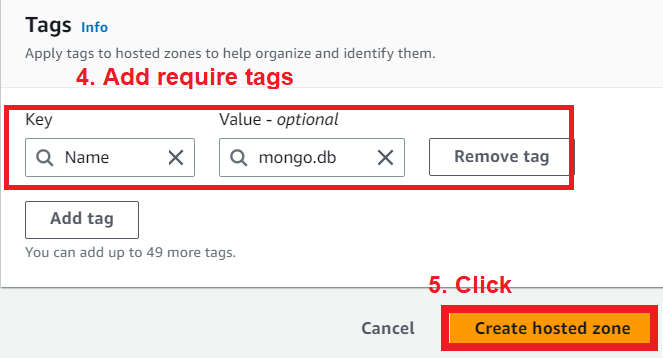 Tags Info
Apply tags to hosted zones to help organize and identify them.
4. Add require tags
Key
Value - optional
Name
mongo.db
Remove tag
Add tag
You can add up to 49 more tags.
5. Click
Cancel
Create hosted zone